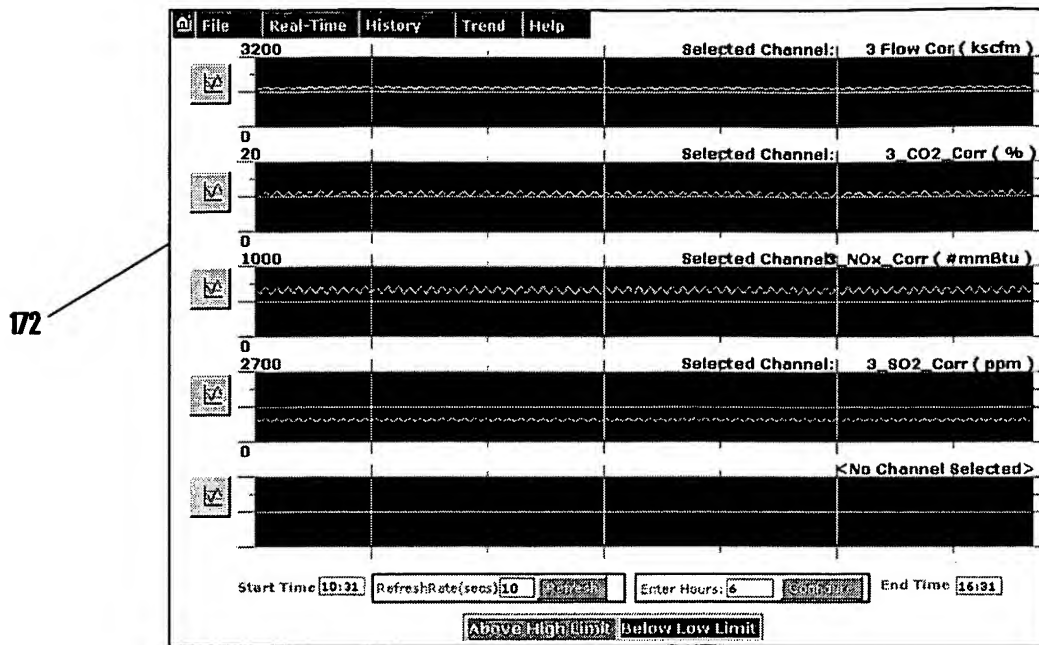 File Real-Time History Trend Help
3200 Selected Channel: 3 Flow Cor ( kscfm )
0
20 Selected Channel: 3_CO2_Corr ( % )
0
1000 Selected Channel: 3_NOx_Corr ( #mmBtu )
172
0
2700 Selected Channel: 3_SO2_Corr ( ppm )
0
<No Channel Selected>
Start Time 10:31 RefreshRate(secs) 10 Refresh Enter Hours: 6 Configure End Time 16:31
Above High Limit Below Low Limit